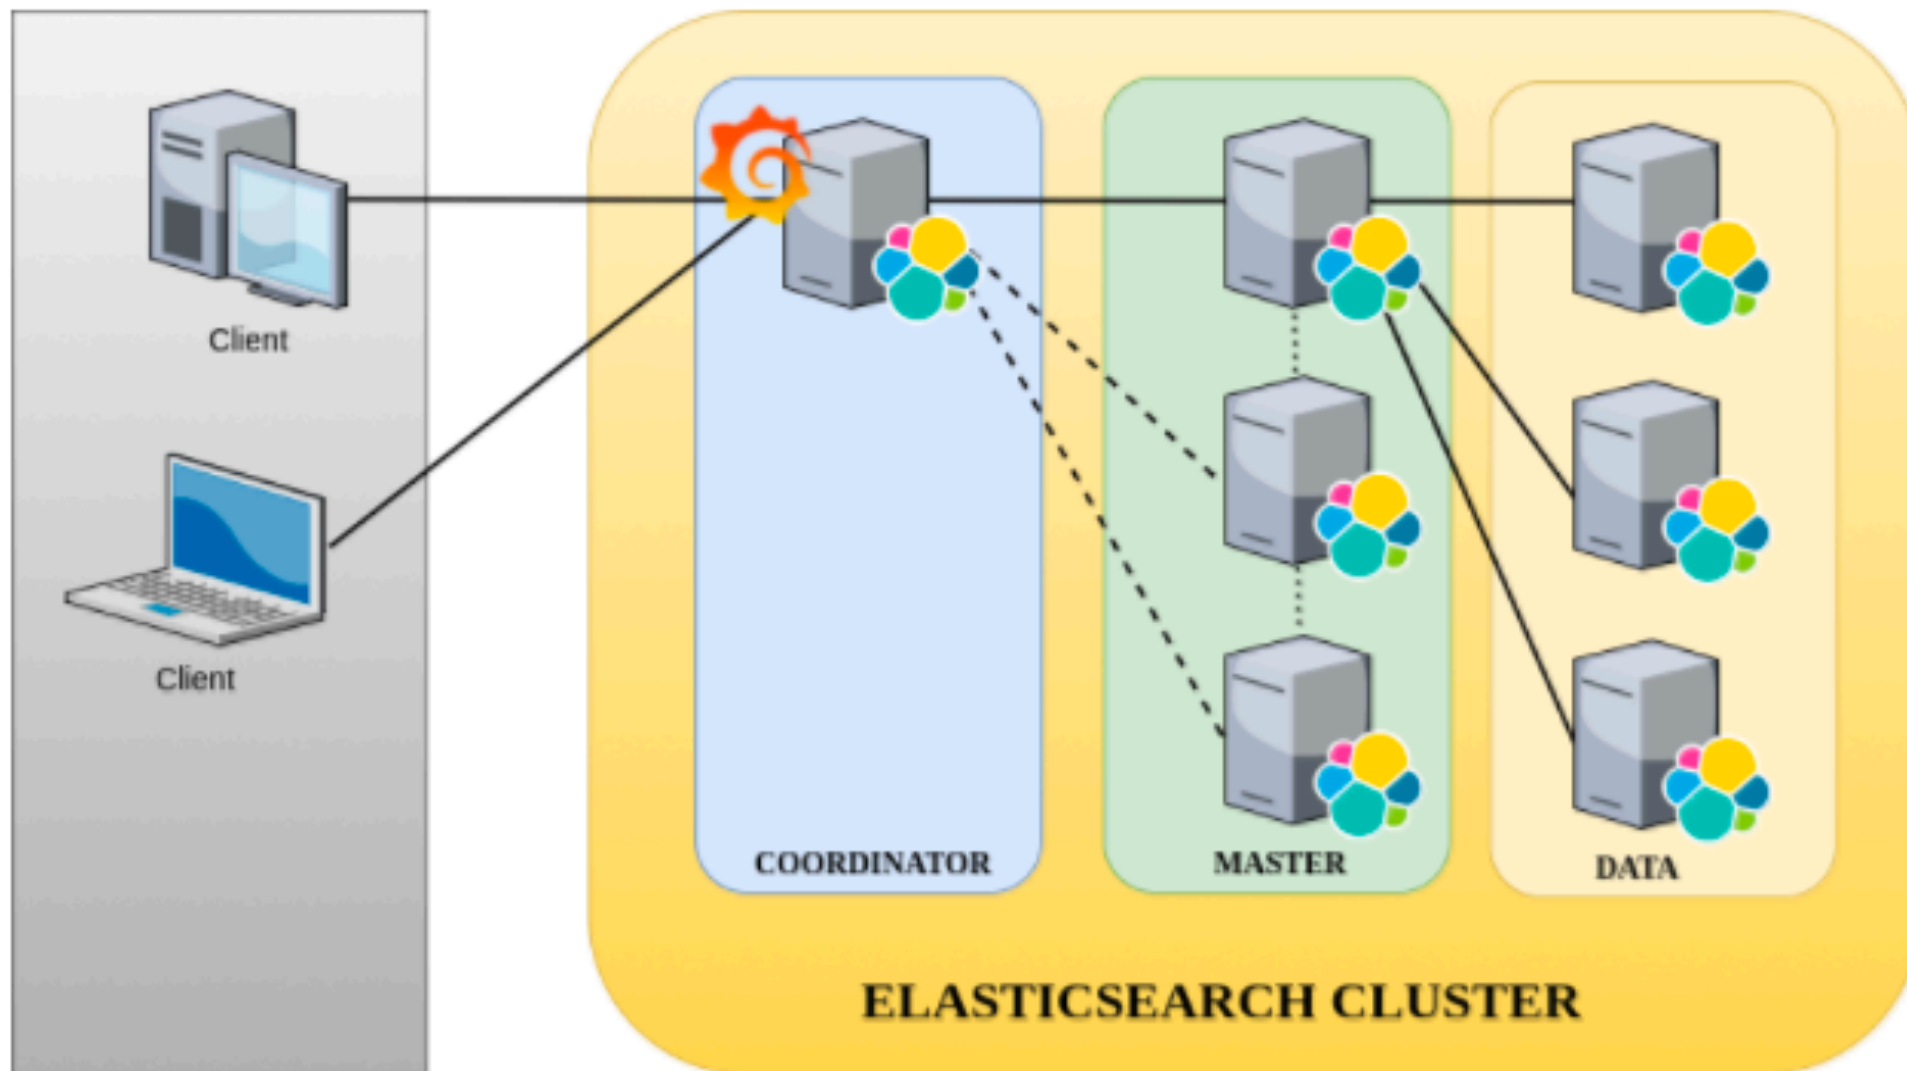 Client
Client
COORDINATOR
MASTER
DATA
ELASTICSEARCH CLUSTER